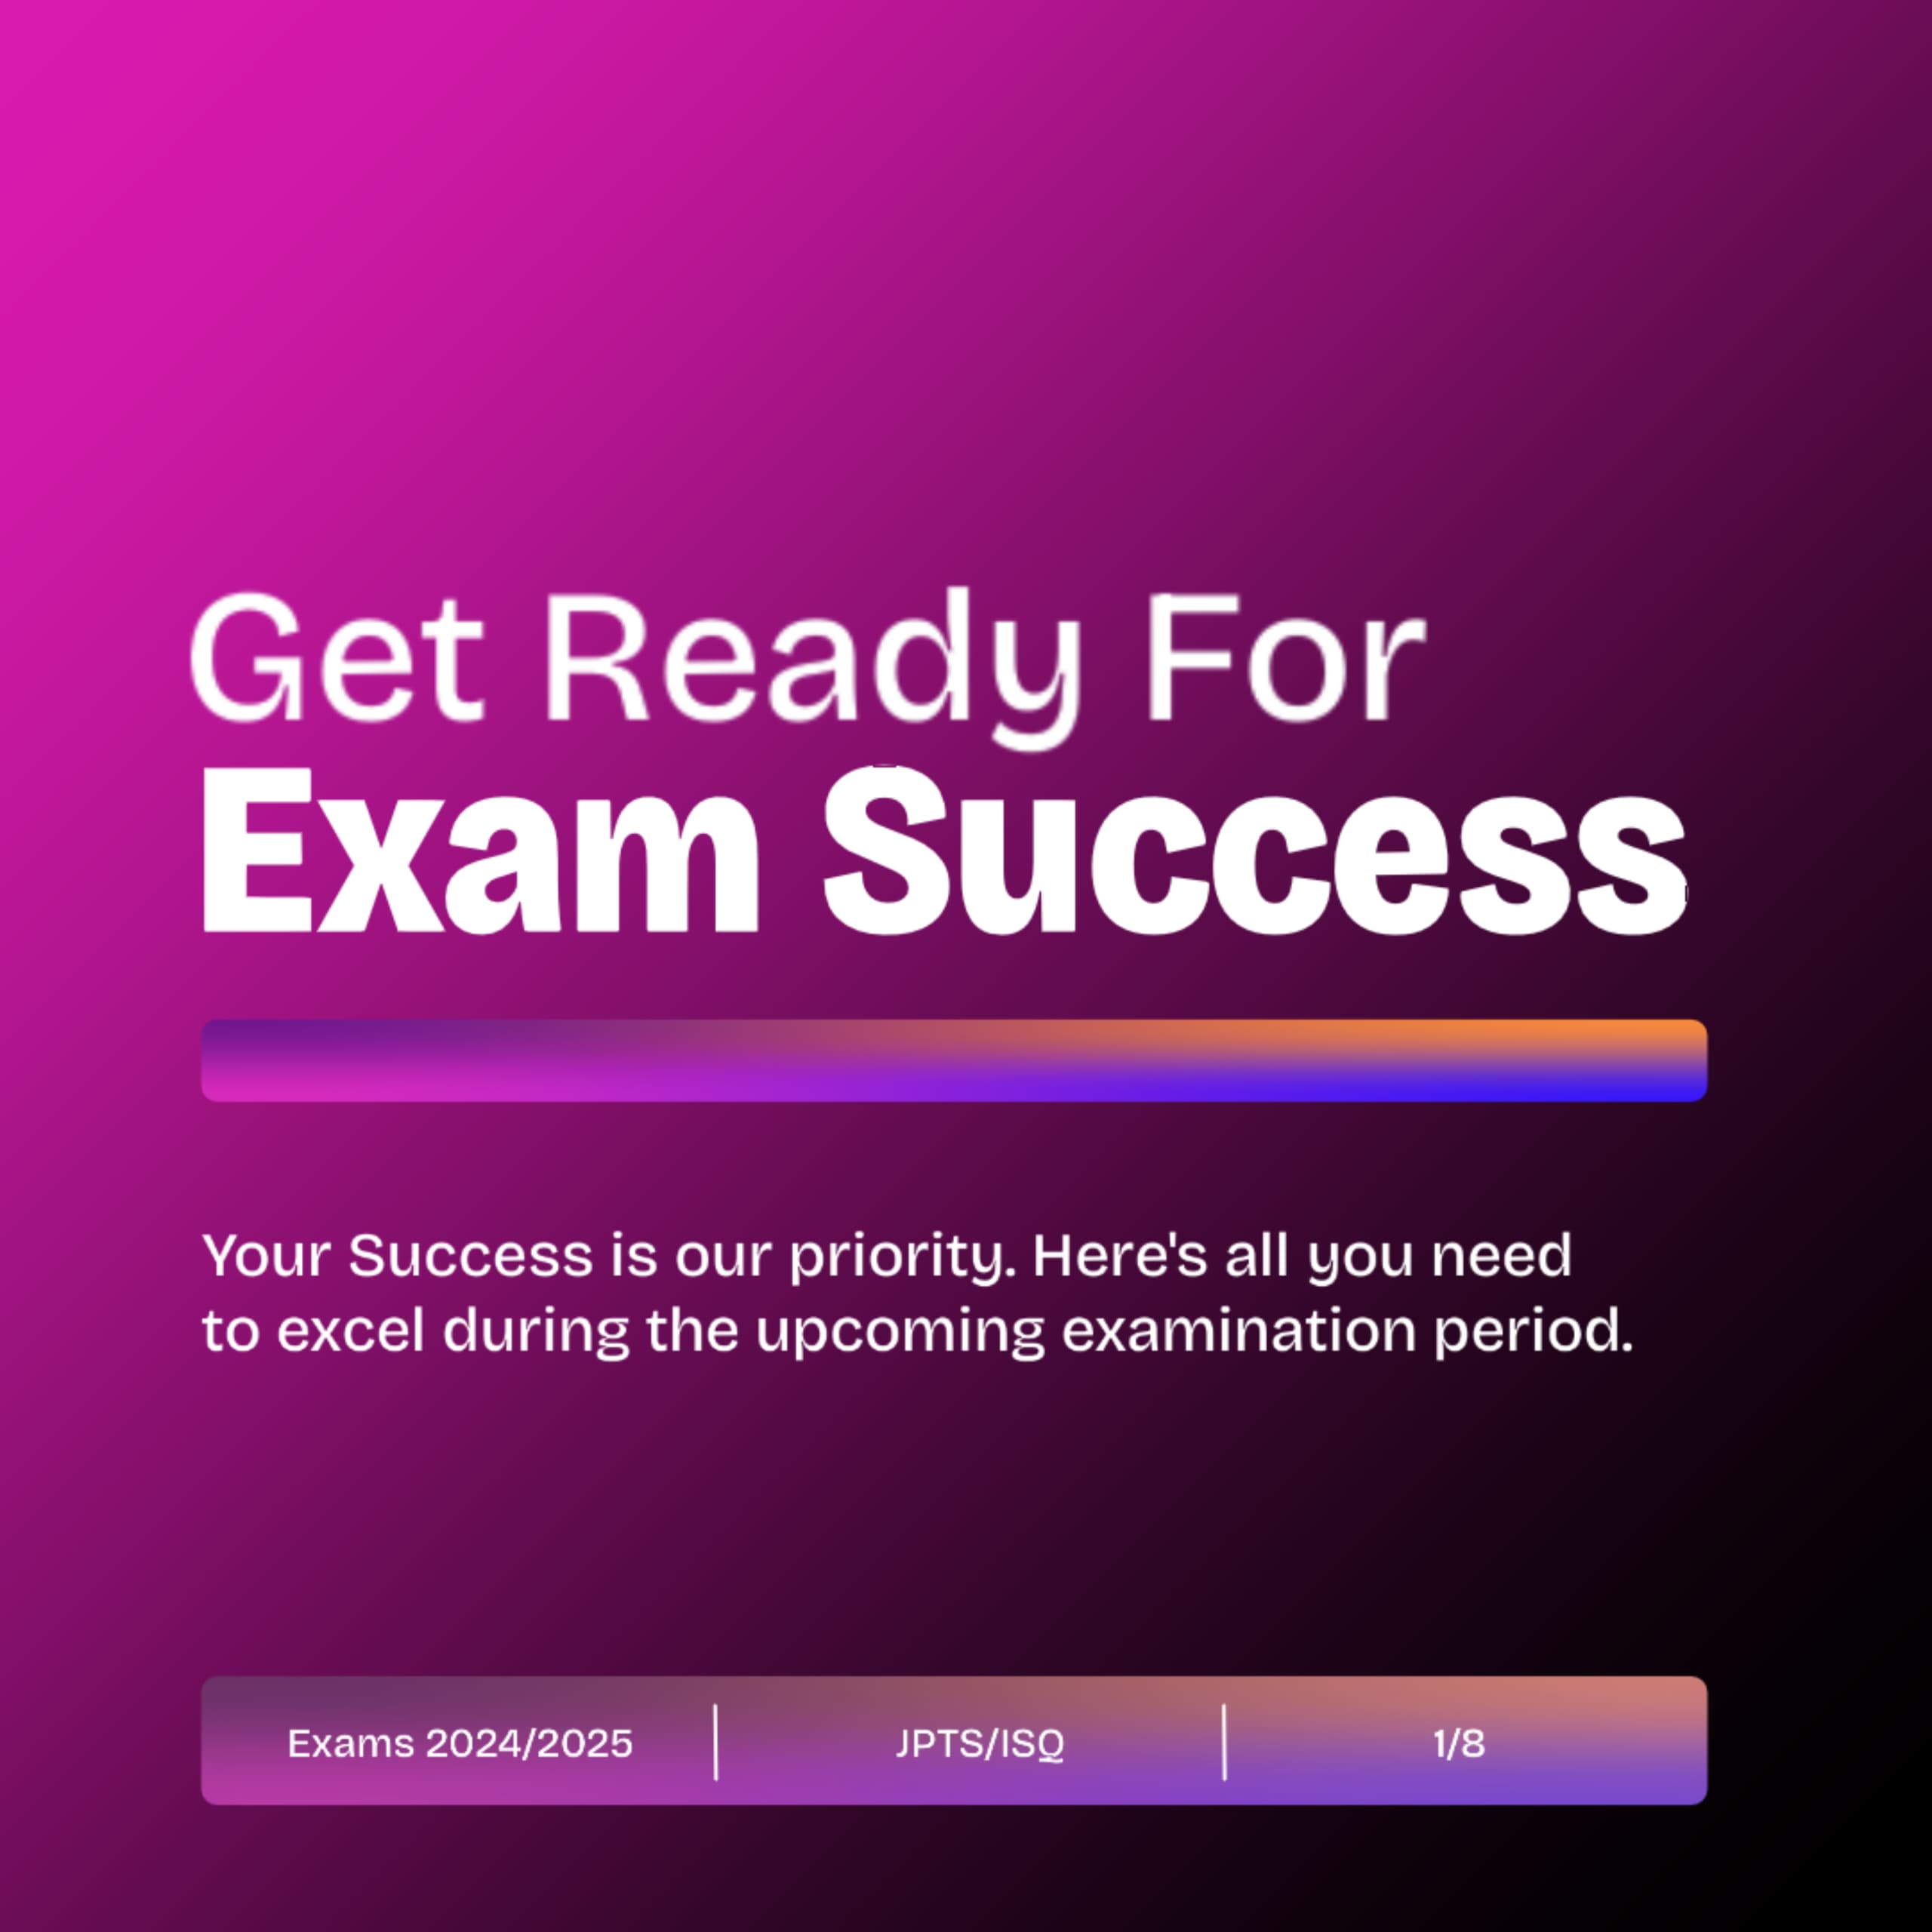 Get Ready For
Exam Success
Your Success is our priority. Here's all you need
to excel during the upcoming examination period.
Exams 2024/2025
JPTS/ISQ
1/8